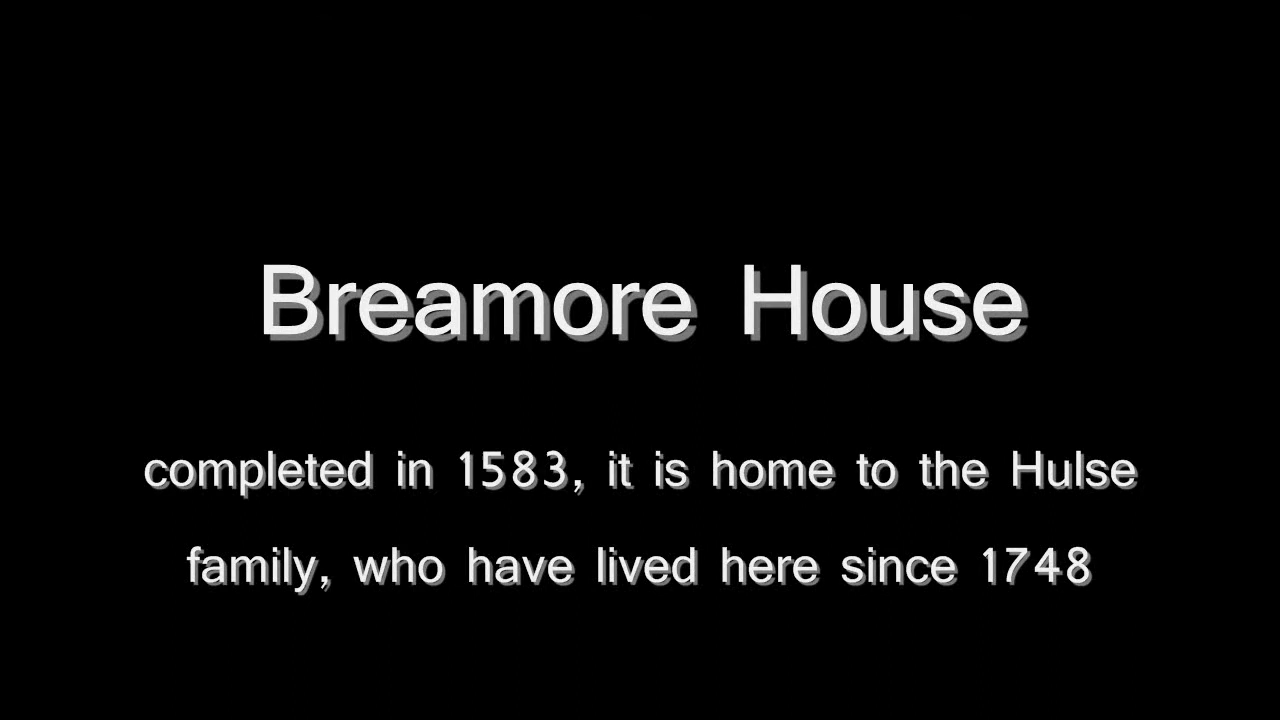 Breamore House
completed in 1583, it is home to the Hulse
family, who have lived here since 1748